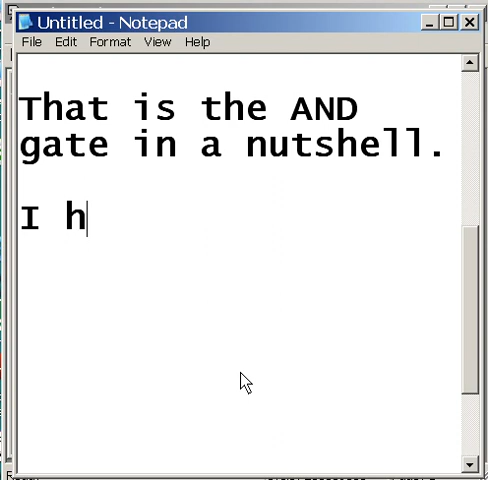 Untitled - Notepad
File Edit Format View Help
That is the AND
gate in a nutshell.
I h